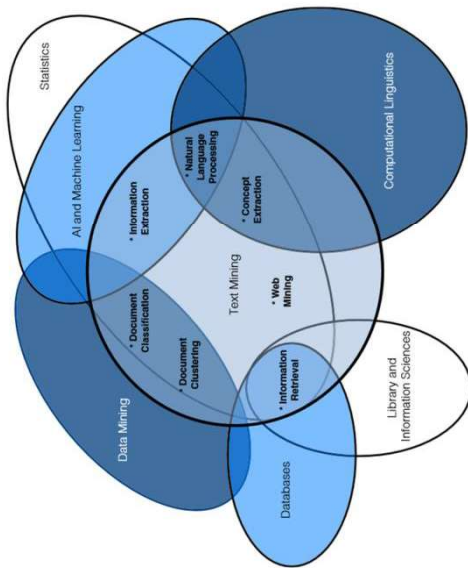 Statistics
Data Mining
AI and Machine Learning
* Document
Classification
* Information
Extraction
* Document
Clustering
* Natural
Language
Processing
Text Mining
* Concept
Extraction
* Web
Mining
Databases
* Information
Retrieval
Library and
Information Sciences
Computational Linguistics